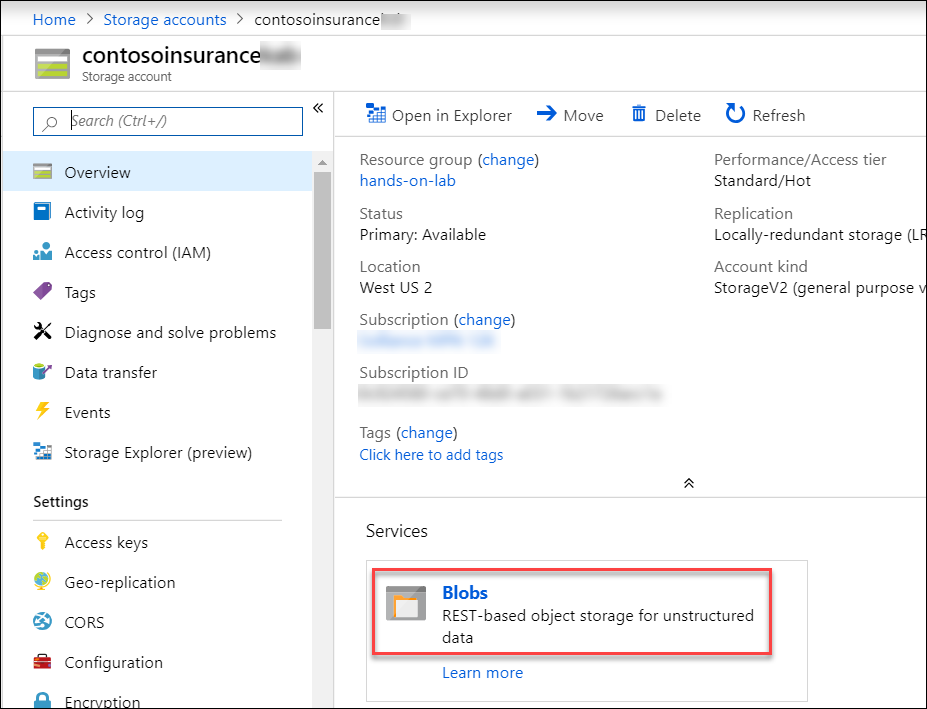 Home > Storage accounts > contosoinsurance
contosoinsurance
Storage account
Search (Ctrl+/)
Overview
Activity log
Access control (IAM)
Tags
Diagnose and solve problems
Data transfer
Events
Storage Explorer (preview)
Settings
Access keys
Geo-replication
CORS
Configuration
Encryption
Open in Explorer Move Delete Refresh
Resource group (change)
hands-on-lab
Status
Primary: Available
Location
West US 2
Subscription (change)
Subscription ID
Tags (change)
Click here to add tags
Performance/Access tier
Standard/Hot
Replication
Locally-redundant storage (LR
Account kind
StorageV2 (general purpose v
Services
Blobs
REST-based object storage for unstructured
data
Learn more